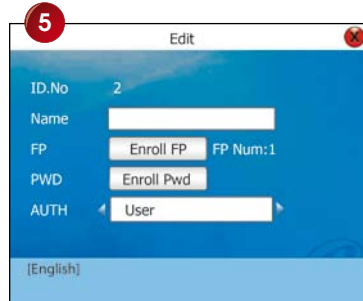 5
Edit
ID.No 2
Name
FP Enroll FP FP Num:1
PWD Enroll Pwd
AUTH User
[English]